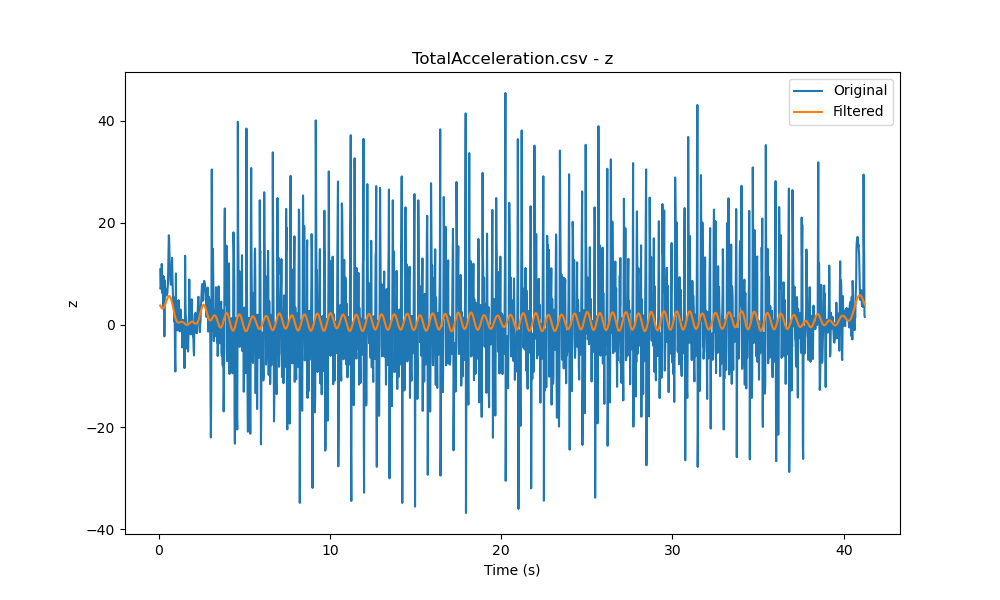 TotalAcceleration.csv - z
Original
Filtered
40
20
0
−20
−40
z
0 10 20 30 40
Time (s)